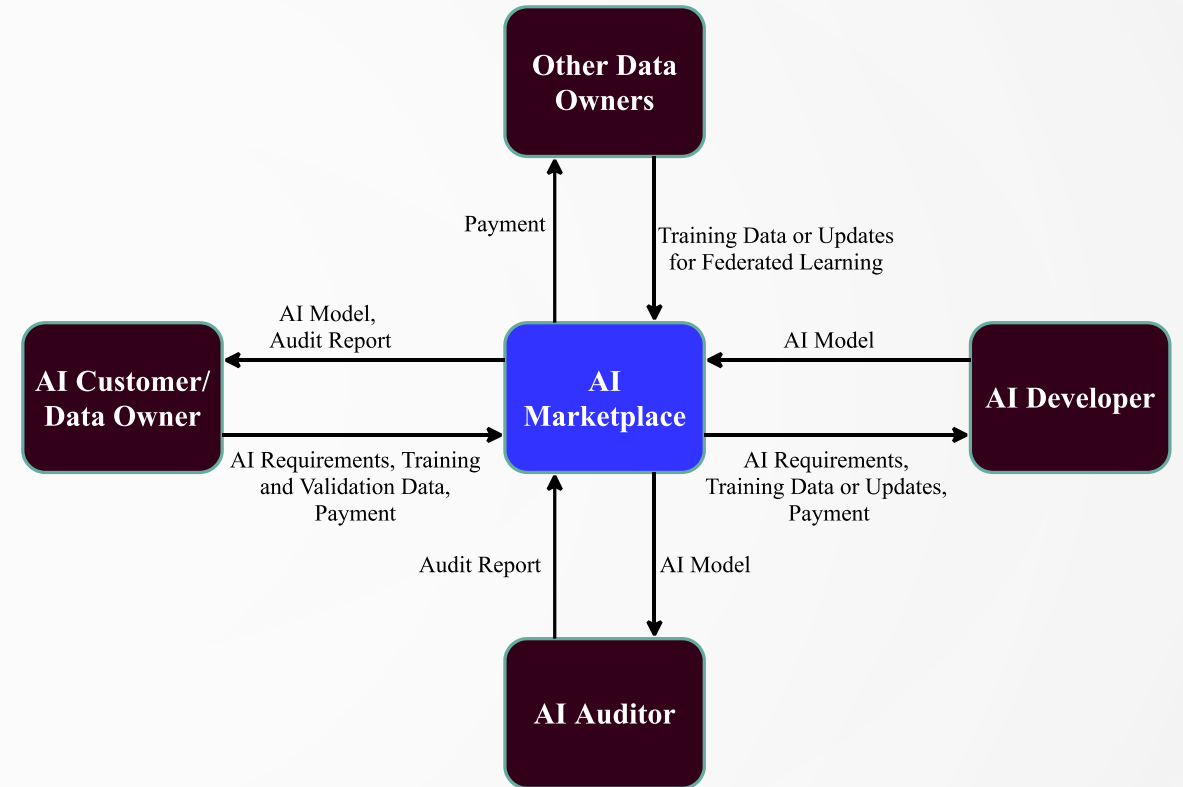 Other Data
Owners
Payment
Training Data or Updates
for Federated Learning
AI Model,
Audit Report
AI Model
AI Customer/
Data Owner
AI
Marketplace
AI Developer
AI Requirements, Training
and Validation Data,
Payment
AI Requirements,
Training Data or Updates,
Payment
Audit Report
AI Model
AI Auditor